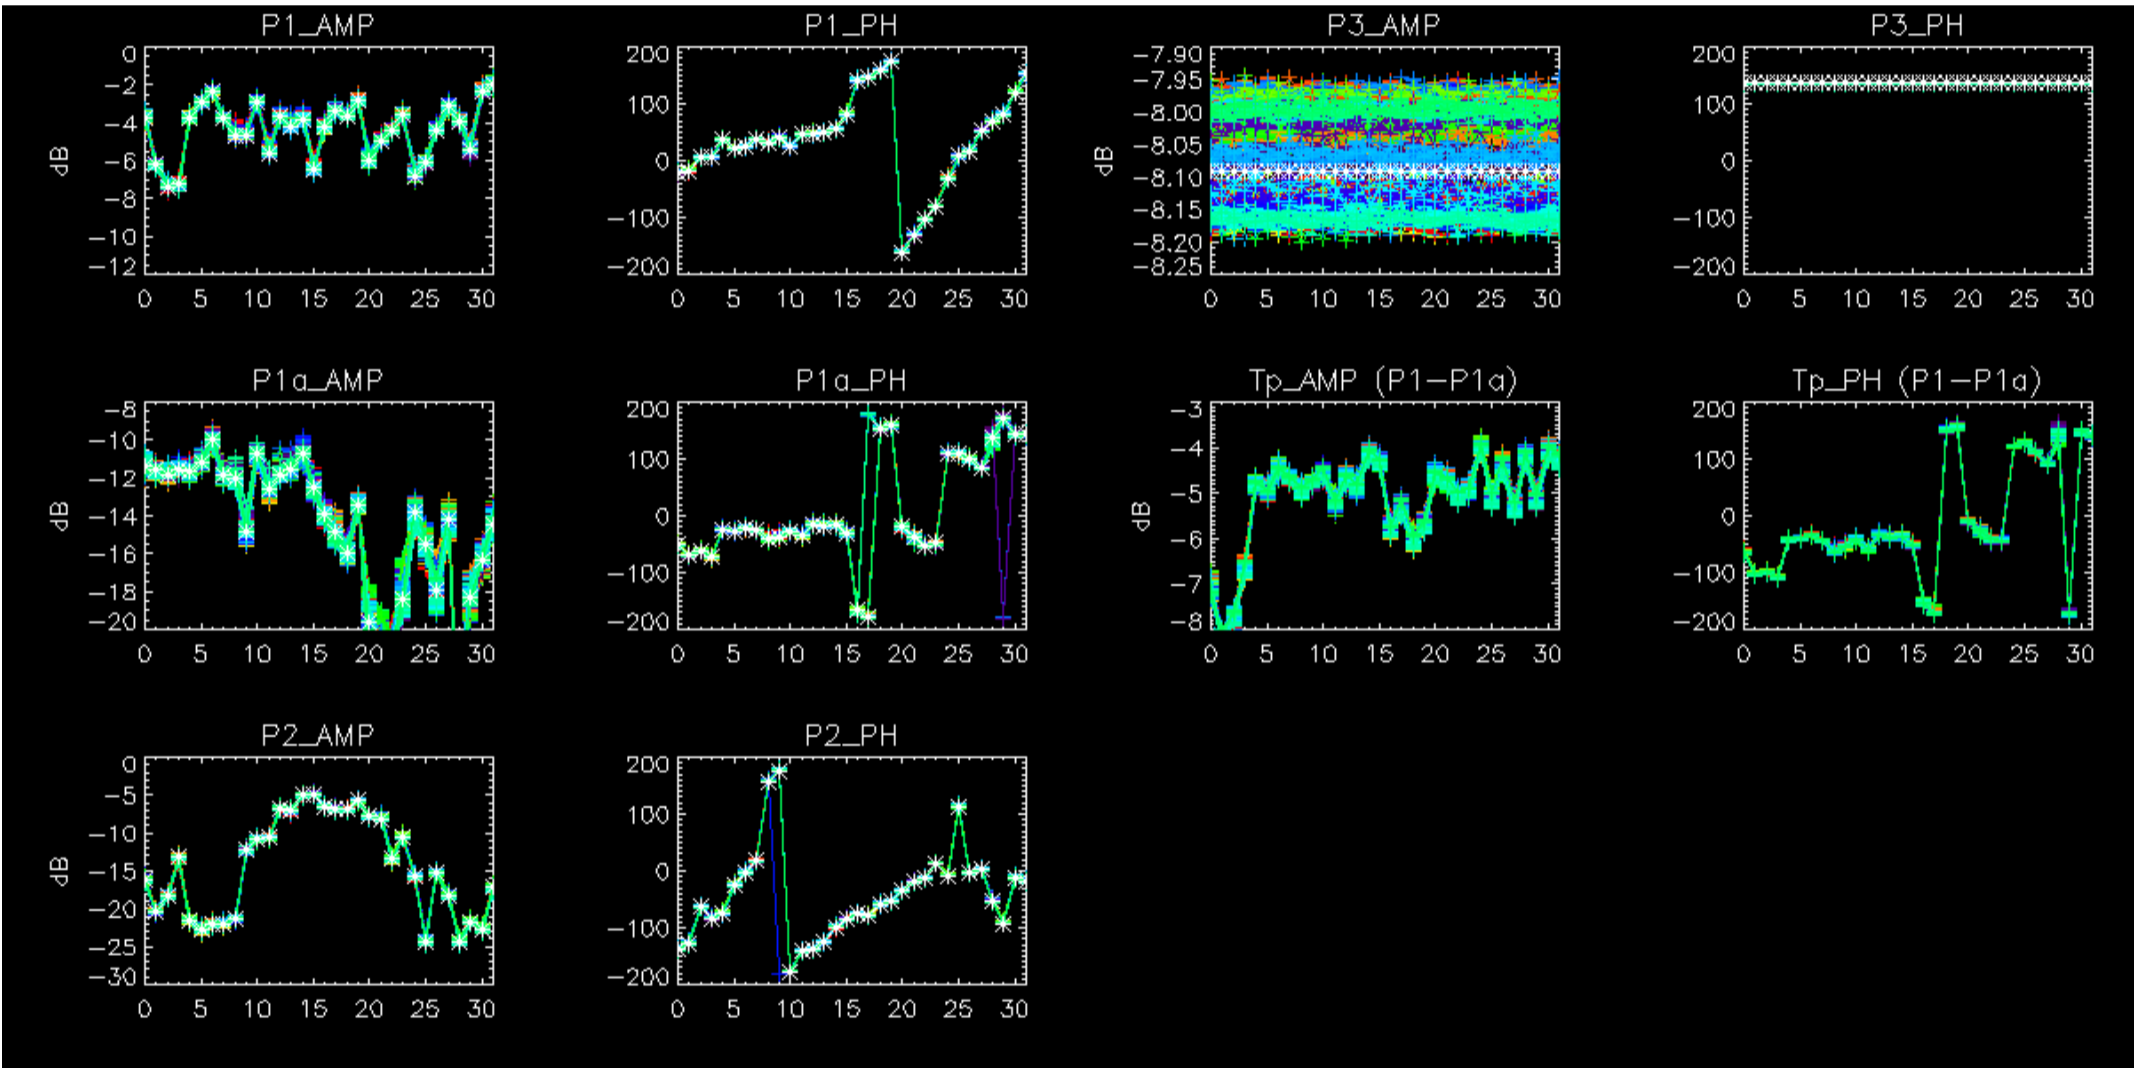 P1_AMP
P1_PH
P3_AMP
P3_PH
0
−2
−4
−6
−8
−10
−12
dB
0 5 10 15 20 25 30
200
100
0
−100
−200
0 5 10 15 20 25 30
−7.90
−7.95
−8.00
−8.05
−8.10
−8.15
−8.20
−8.25
dB
0 5 10 15 20 25 30
200
100
0
−100
−200
0 5 10 15 20 25 30
P1a_AMP
P1a_PH
Tp_AMP (P1−P1a)
Tp_PH (P1−P1a)
−8
−10
−12
−14
−16
−18
−20
dB
0 5 10 15 20 25 30
200
100
0
−100
−200
0 5 10 15 20 25 30
−3
−4
−5
−6
−7
−8
dB
0 5 10 15 20 25 30
200
100
0
−100
−200
0 5 10 15 20 25 30
P2_AMP
P2_PH
0
−5
−10
−15
−20
−25
−30
dB
0 5 10 15 20 25 30
200
100
0
−100
−200
0 5 10 15 20 25 30